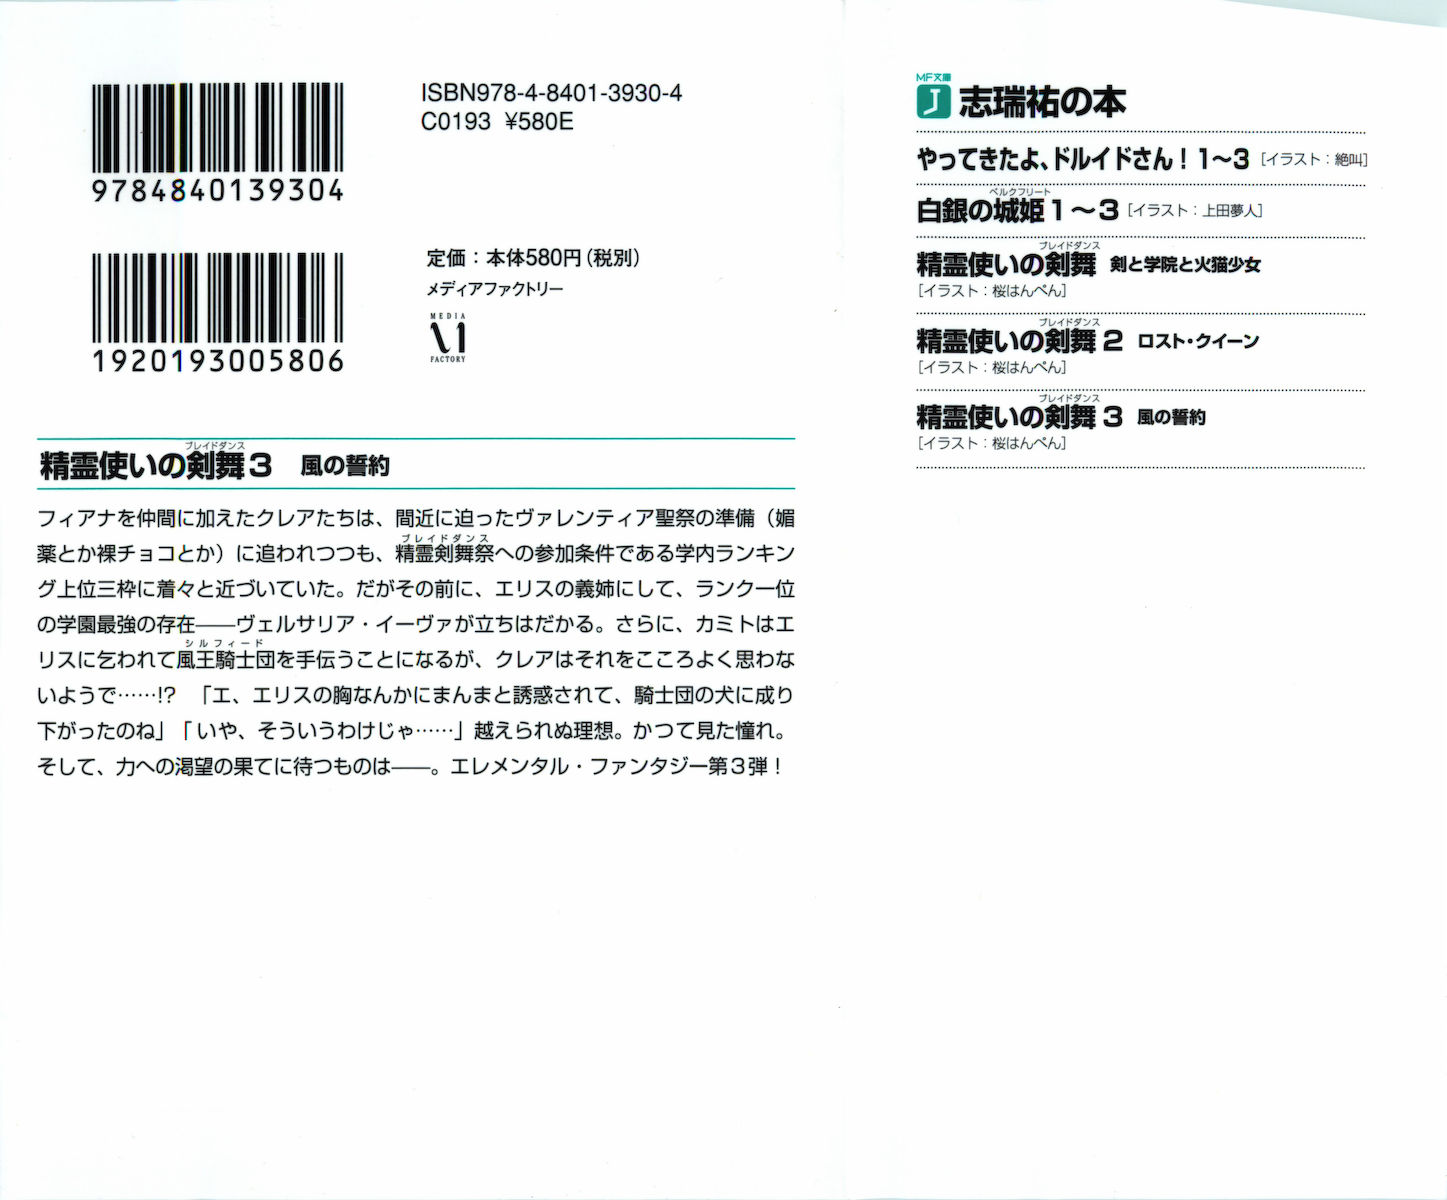 9784840139304
ISBN978-4-8401-3930-4
C0193 ¥580E
1920193005806
定価：本体580円（税別）
メディアファクトリー
MEDIA
FACTORY
ブレイドダンス
精霊使いの剣舞3 風の誓約
フィアナを仲間に加えたクレアたちは、間近に迫ったヴァレンティア聖祭の準備（媚
薬とか裸チョコとか）に追われつつも、精霊剣舞祭への参加条件である学内ランキン
ブレイドダンス
グ上位三枠に着々と近づいていた。だがその前に、エリスの義姉にして、ランク一位
の学園最強の存在――ヴェルサリア・イーヴァが立ちはだかる。さらに、カミトはエ
シルフィード
リスに乞われて風王騎士団を手伝うことになるが、クレアはそれをこころよく思わな
いようで……!?　「エ、エリスの胸なんかにまんまと誘惑されて、騎士団の犬に成り
下がったのね」「いや、そういうわけじゃ……」越えられぬ理想。かつて見た憧れ。
そして、力への渇望の果てに待つものは――。エレメンタル・ファンタジー第3弾！
MF文庫
J 志瑞祐の本
やってきたよ、ドルイドさん！1～3 ［イラスト：絶叫］
ベルクフリート
白銀の城姫1～3［イラスト：上田夢人］
ブレイドダンス
精霊使いの剣舞 剣と学院と火猫少女
［イラスト：桜はんぺん］
ブレイドダンス
精霊使いの剣舞2 ロスト・クイーン
［イラスト：桜はんぺん］
ブレイドダンス
精霊使いの剣舞3 風の誓約
［イラスト：桜はんぺん］